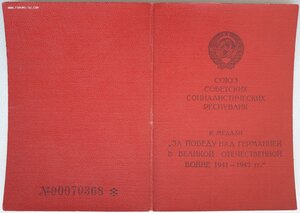 СОЮЗ
СОВЕТСКИХ
СОЦИАЛИСТИЧЕСКИХ
РЕСПУБЛИК
К МЕДАЛИ
„ЗА ПОБЕДУ НАД ГЕРМАНИЕЙ
В ВЕЛИКОЙ ОТЕЧЕСТВЕННОЙ
ВОЙНЕ 1941–1945 гг.“
№00070368 ✻